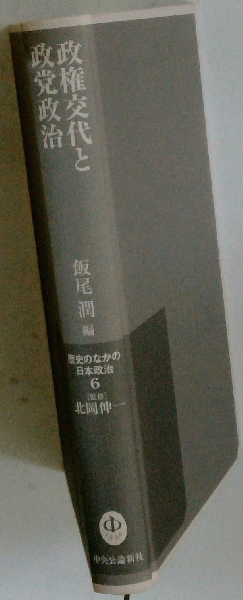 政権交代と
政党政治
飯尾潤 編
歴史のなかの
日本政治
6
[監修]
北岡伸一
中央公論新社